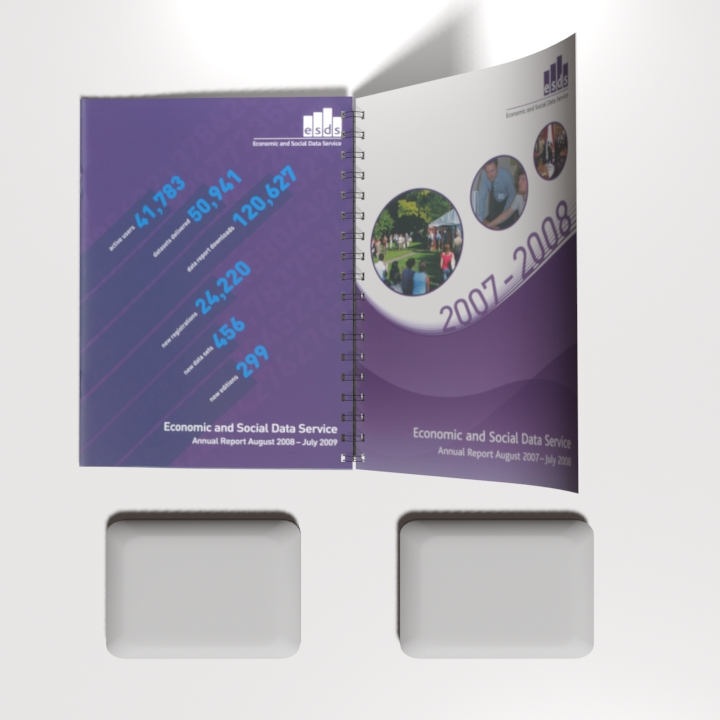 esds
Economic and Social Data Service
active users 41,783
datasets delivered 50,941
data report downloads 120,627
new registrations 24,220
new data sets 456
new editions 299
Economic and Social Data Service
Annual Report August 2008 – July 2009
esds
Economic and Social Data Service
2007-2008
Economic and Social Data Service
Annual Report August 2007 – July 2008